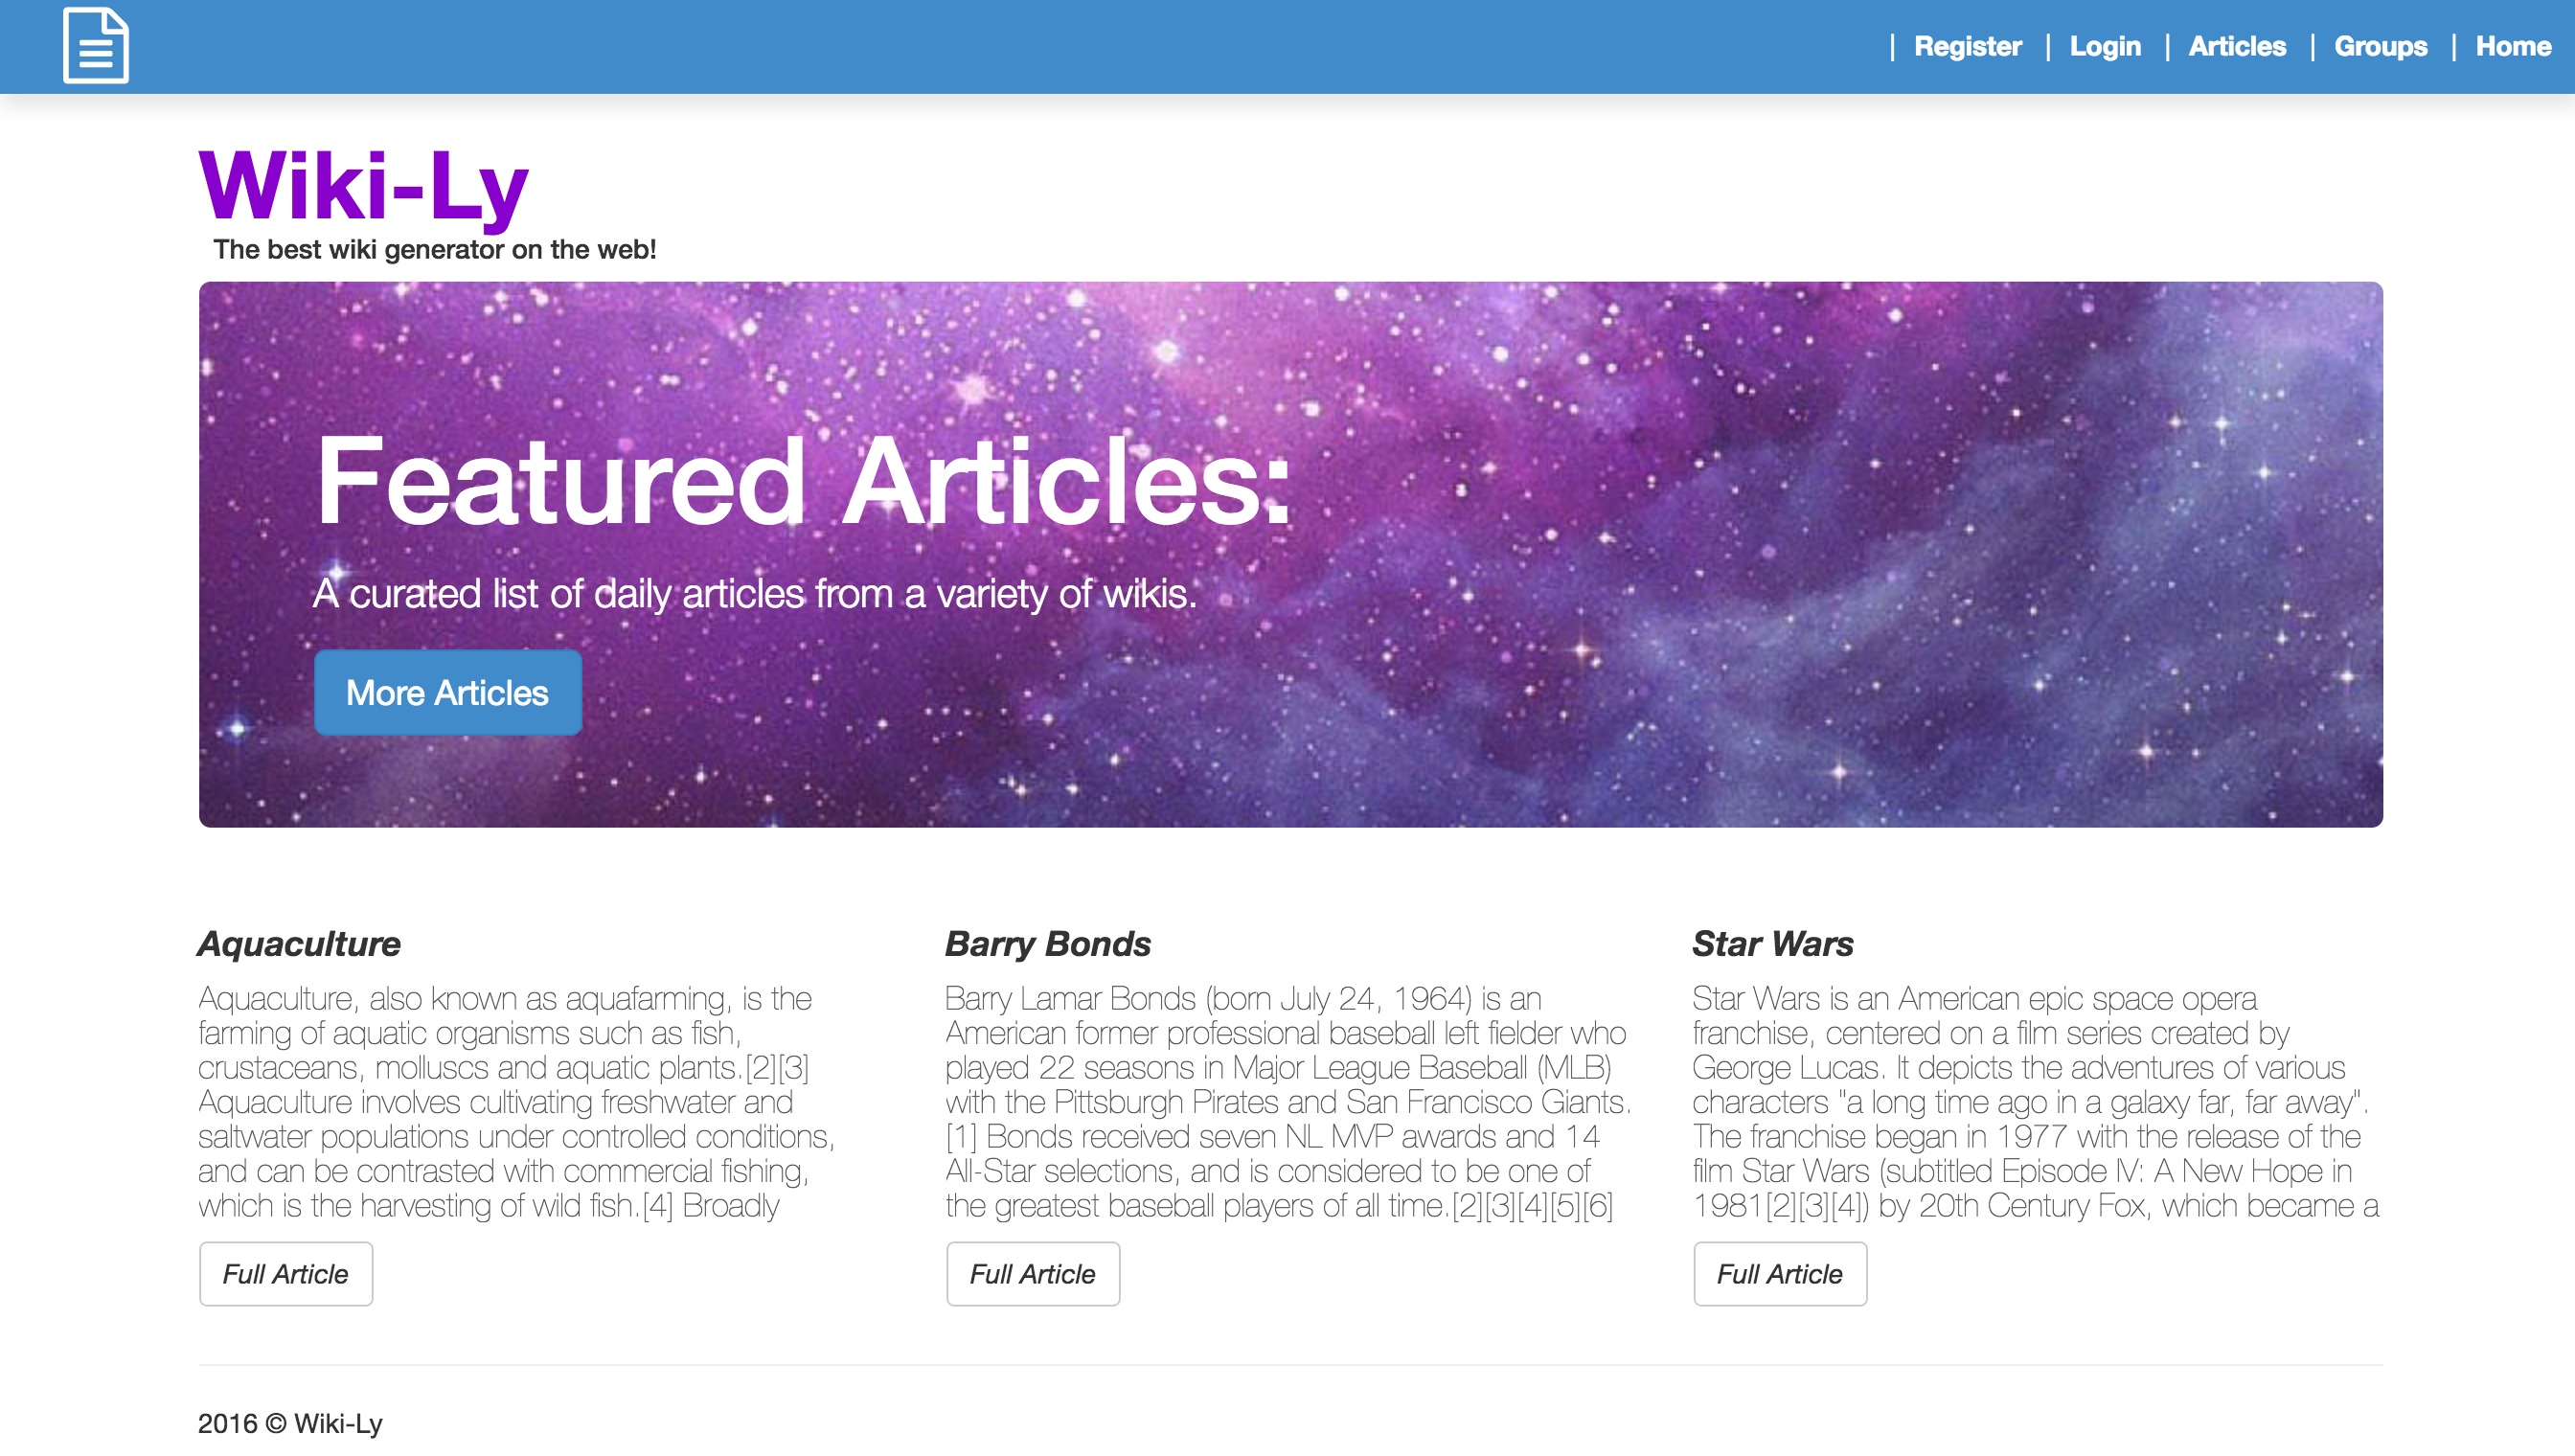 | Register | Login | Articles | Groups | Home
Wiki-Ly
The best wiki generator on the web!
Featured Articles:
A curated list of daily articles from a variety of wikis.
More Articles
Aquaculture
Aquaculture, also known as aquafarming, is the
farming of aquatic organisms such as fish,
crustaceans, molluscs and aquatic plants.[2][3]
Aquaculture involves cultivating freshwater and
saltwater populations under controlled conditions,
and can be contrasted with commercial fishing,
which is the harvesting of wild fish.[4] Broadly
Full Article
Barry Bonds
Barry Lamar Bonds (born July 24, 1964) is an
American former professional baseball left fielder who
played 22 seasons in Major League Baseball (MLB)
with the Pittsburgh Pirates and San Francisco Giants.
[1] Bonds received seven NL MVP awards and 14
All-Star selections, and is considered to be one of
the greatest baseball players of all time.[2][3][4][5][6]
Full Article
Star Wars
Star Wars is an American epic space opera
franchise, centered on a film series created by
George Lucas. It depicts the adventures of various
characters "a long time ago in a galaxy far, far away".
The franchise began in 1977 with the release of the
film Star Wars (subtitled Episode IV: A New Hope in
1981[2][3][4]) by 20th Century Fox, which became a
Full Article
2016 © Wiki-Ly